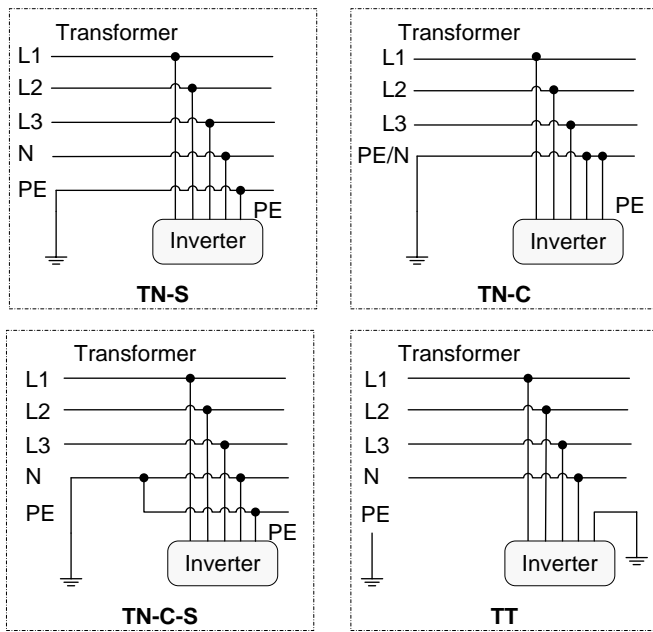 Transformer
L1
L2
L3
N
PE
PE
Inverter
TN-S
Transformer
L1
L2
L3
PE/N
PE
Inverter
TN-C
Transformer
L1
L2
L3
N
PE
PE
Inverter
TN-C-S
Transformer
L1
L2
L3
N
PE
Inverter
TT